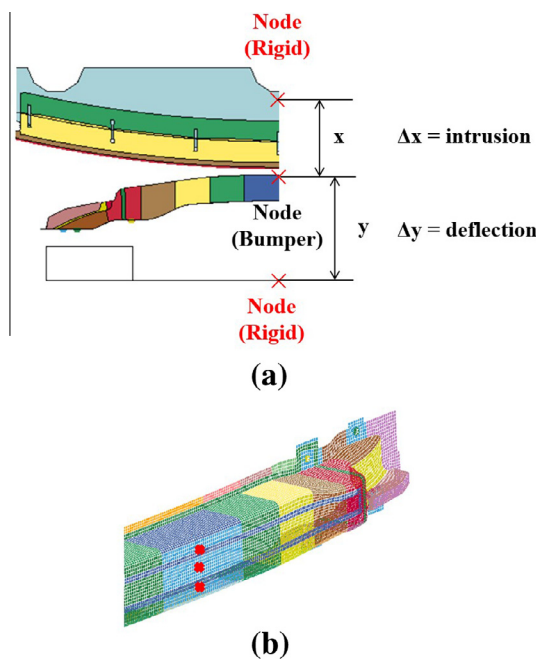 Node
(Rigid)
x
Δx = intrusion
Node
(Bumper)
y
Δy = deflection
Node
(Rigid)
(a)
(b)